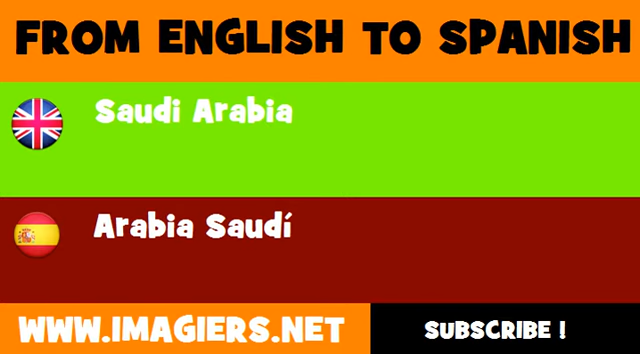 FROM ENGLISH TO SPANISH
Saudi Arabia
Arabia Saudí
WWW.IMAGIERS.NET
SUBSCRIBE !